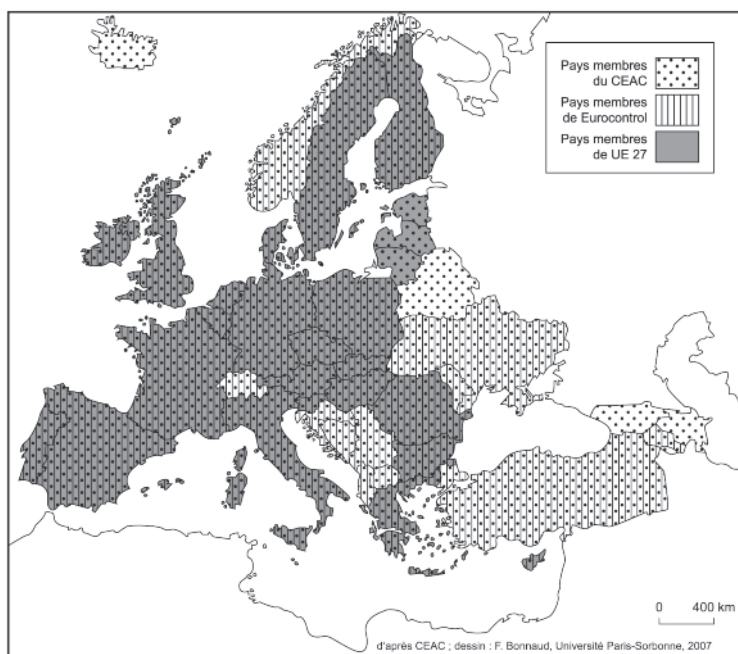 Pays membres
du CEAC
Pays membres
de Eurocontrol
Pays membres
de UE 27
0 400 km
d'après CEAC ; dessin : F. Bonnaud, Université Paris-Sorbonne, 2007